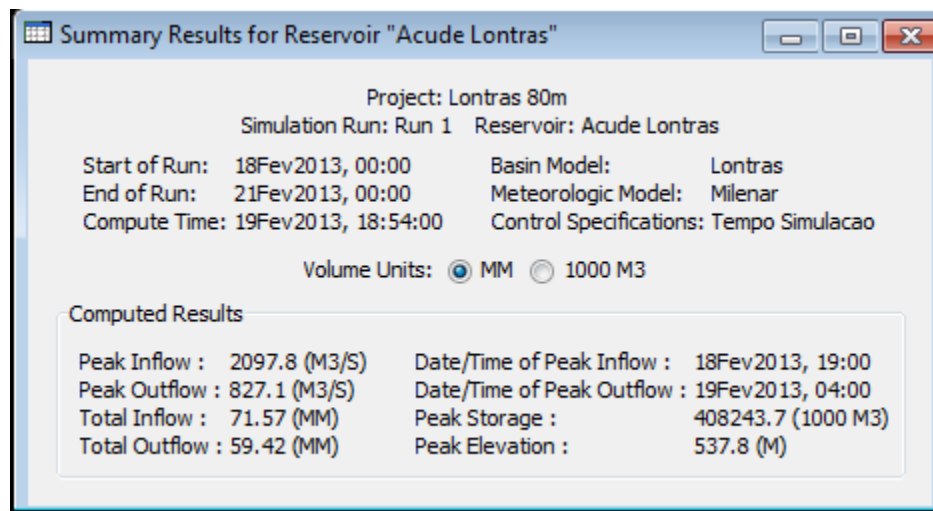 Summary Results for Reservoir "Acude Lontras"
Project: Lontras 80m
Simulation Run: Run 1 Reservoir: Acude Lontras
Start of Run: 18Fev2013, 00:00 Basin Model: Lontras
End of Run: 21Fev2013, 00:00 Meteorologic Model: Milenar
Compute Time: 19Fev2013, 18:54:00 Control Specifications: Tempo Simulacao
Volume Units: MM 1000 M3
Computed Results
Peak Inflow : 2097.8 (M3/S) Date/Time of Peak Inflow : 18Fev2013, 19:00
Peak Outflow : 827.1 (M3/S) Date/Time of Peak Outflow : 19Fev2013, 04:00
Total Inflow : 71.57 (MM) Peak Storage : 408243.7 (1000 M3)
Total Outflow : 59.42 (MM) Peak Elevation : 537.8 (M)